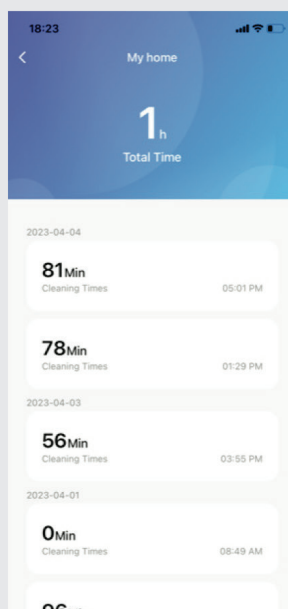 18:23
My home
1h
Total Time
2023-04-04
81Min
Cleaning Times 05:01 PM
78Min
Cleaning Times 01:29 PM
2023-04-03
56Min
Cleaning Times 03:55 PM
2023-04-01
0Min
Cleaning Times 08:49 AM